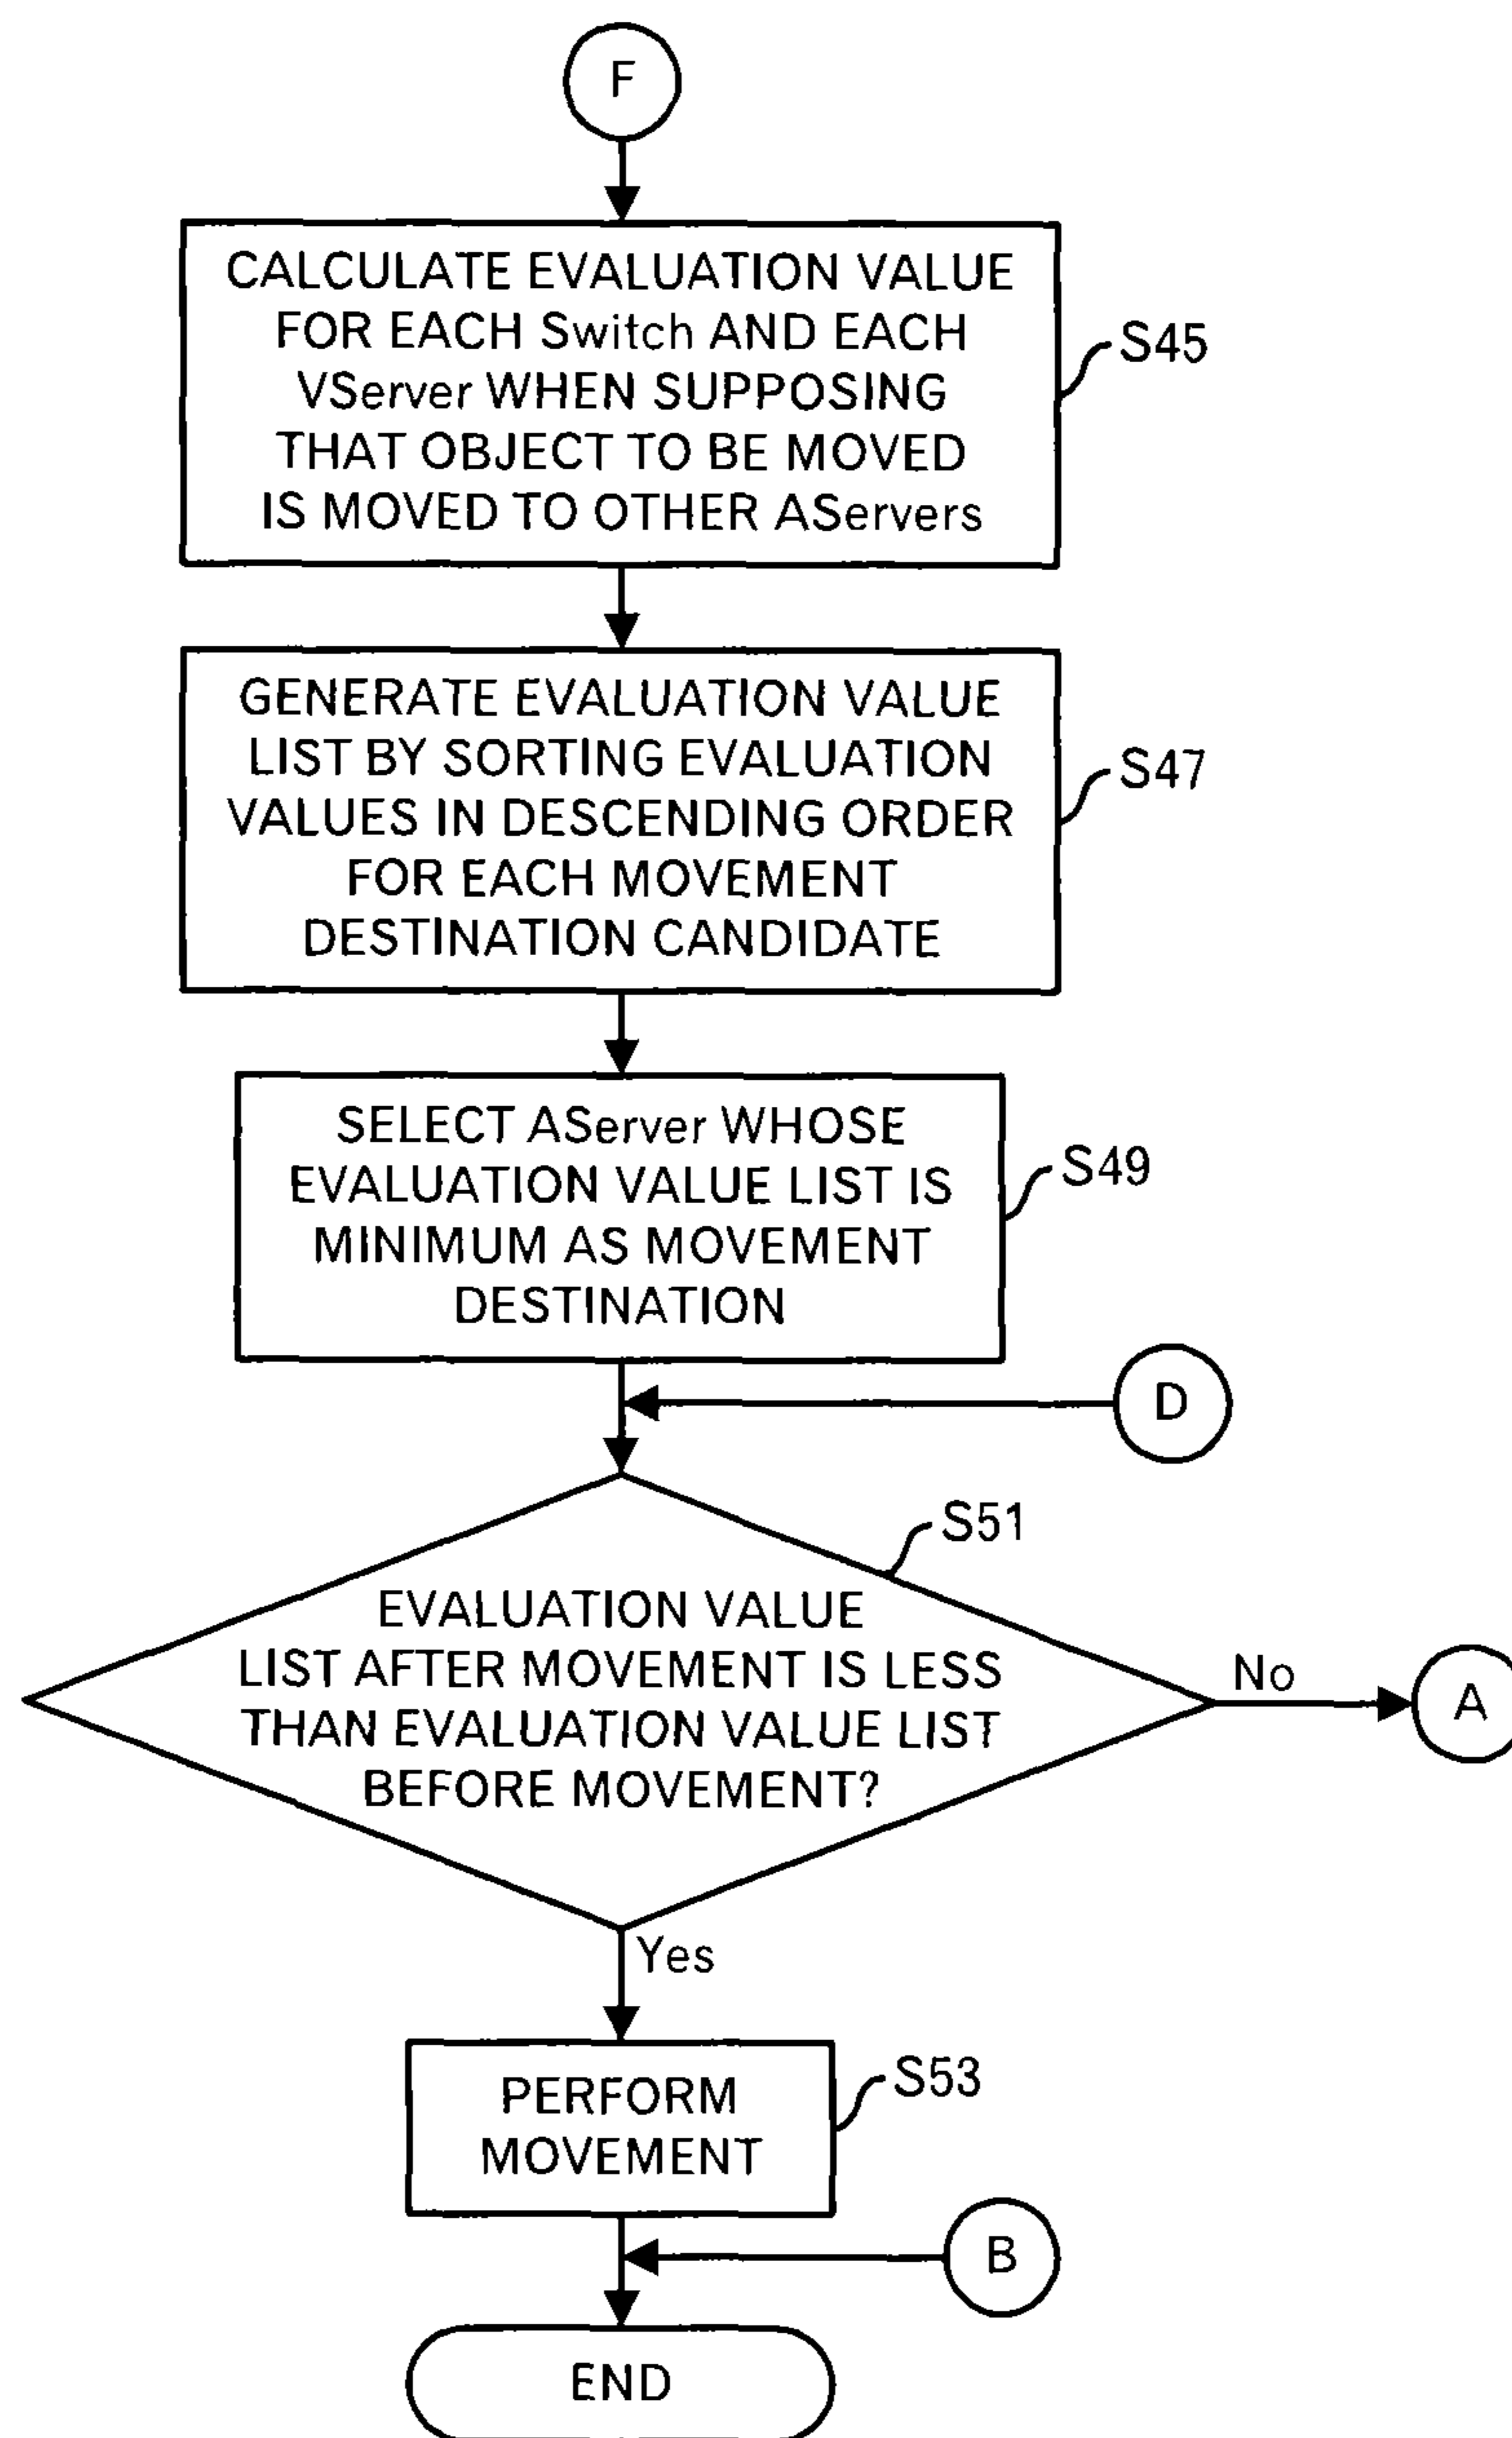 F
CALCULATE EVALUATION VALUE
FOR EACH Switch AND EACH
VServer WHEN SUPPOSING
THAT OBJECT TO BE MOVED
IS MOVED TO OTHER AServers
S45
GENERATE EVALUATION VALUE
LIST BY SORTING EVALUATION
VALUES IN DESCENDING ORDER
FOR EACH MOVEMENT
DESTINATION CANDIDATE
S47
SELECT AServer WHOSE
EVALUATION VALUE LIST IS
MINIMUM AS MOVEMENT
DESTINATION
S49
D
S51
EVALUATION VALUE
LIST AFTER MOVEMENT IS LESS
THAN EVALUATION VALUE LIST
BEFORE MOVEMENT?
No
A
Yes
PERFORM
MOVEMENT
S53
B
END